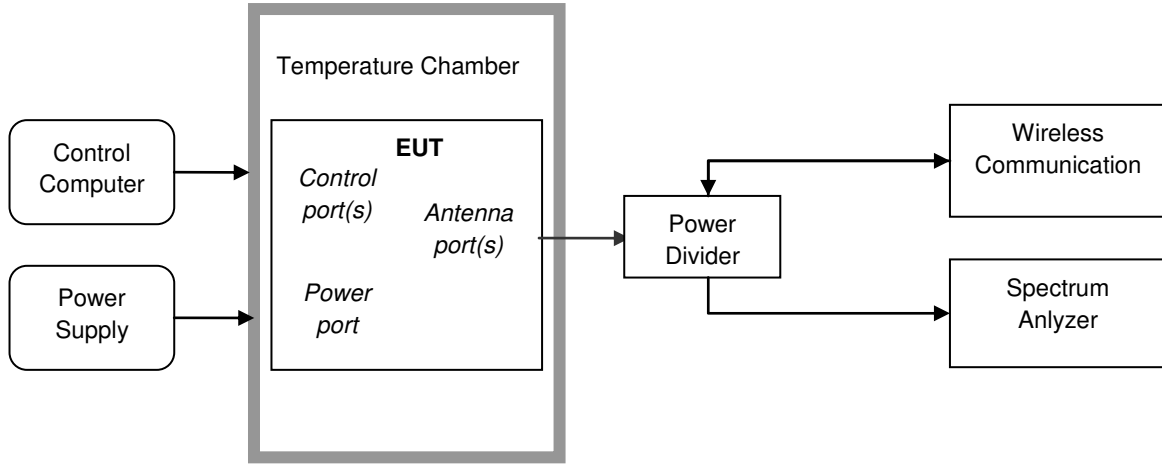 Temperature Chamber
Control
Computer
Power
Supply
EUT
Control
port(s)
Antenna
port(s)
Power
port
Power
Divider
Wireless
Communication
Spectrum
Anlyzer